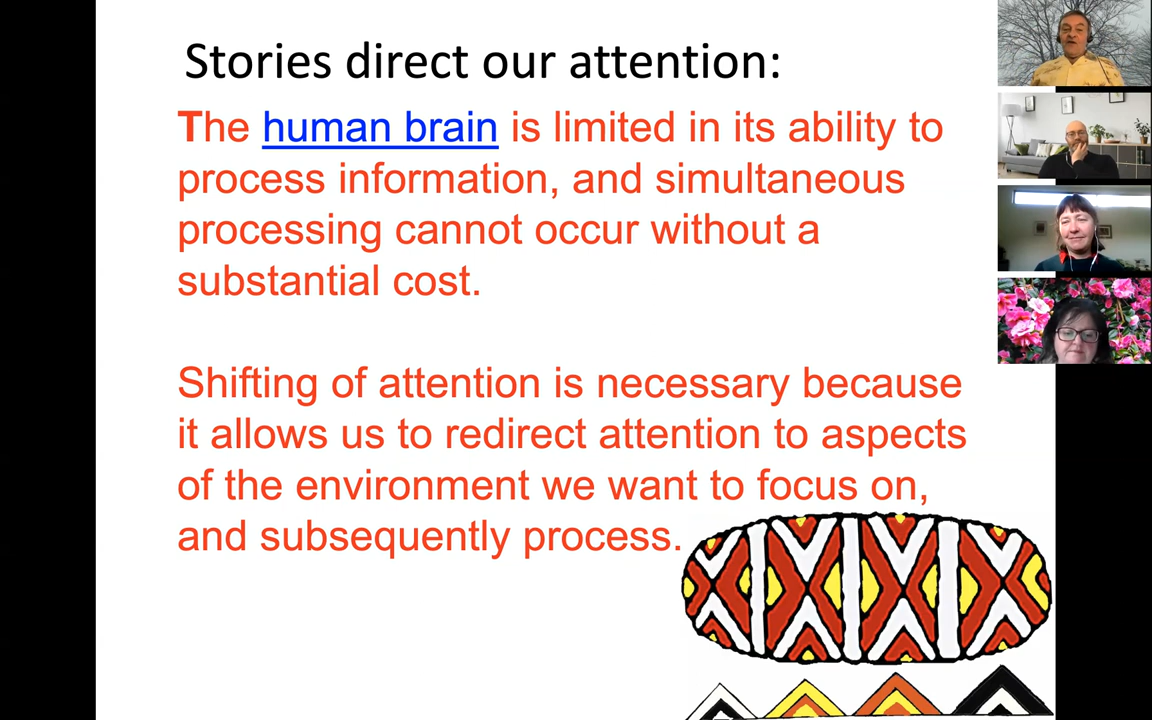 Stories direct our attention:
The human brain is limited in its ability to
process information, and simultaneous
processing cannot occur without a
substantial cost.
Shifting of attention is necessary because
it allows us to redirect attention to aspects
of the environment we want to focus on,
and subsequently process.